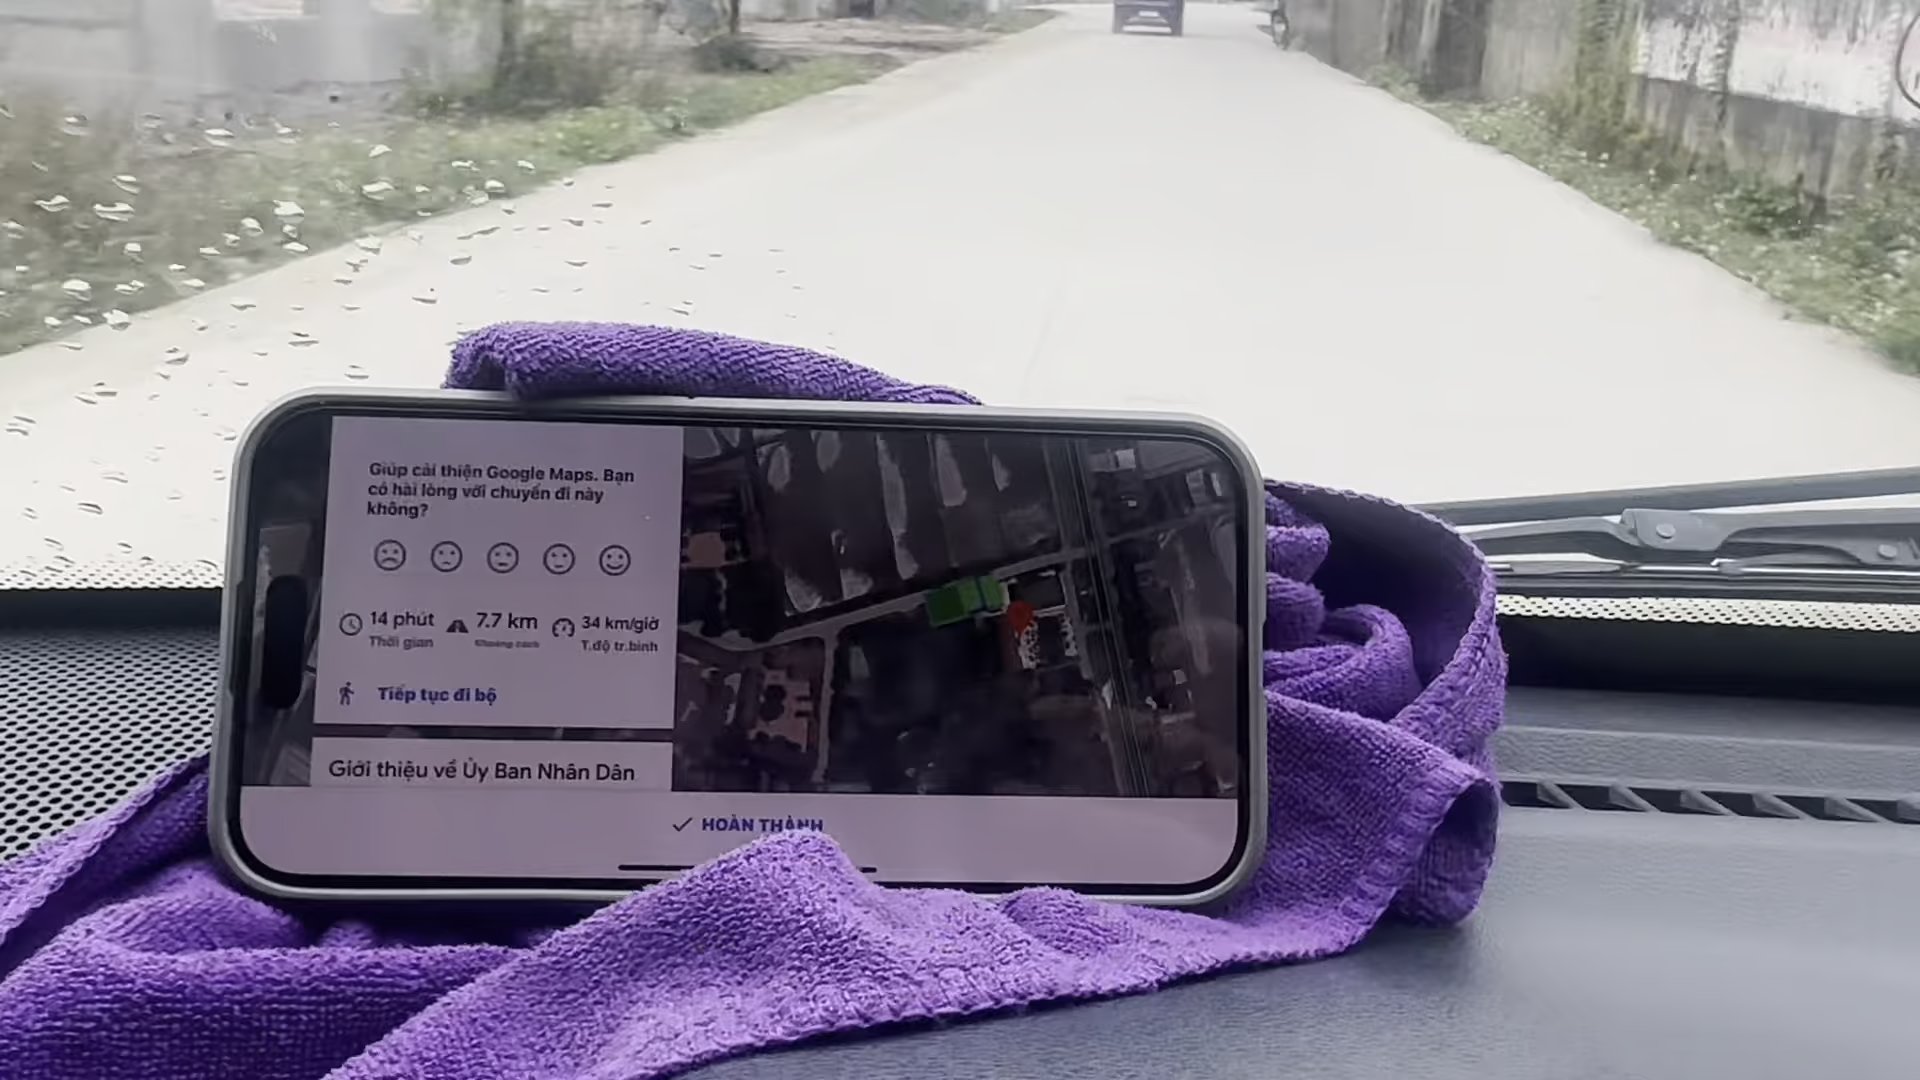 Giúp cải thiện Google Maps. Bạn
có hài lòng với chuyến đi này
không?
14 phút
7.7 km
34 km/giờ
Thời gian
Khoảng cách
T.độ tr.bình
Tiếp tục đi bộ
Giới thiệu về Ủy Ban Nhân Dân
HOÀN THÀNH